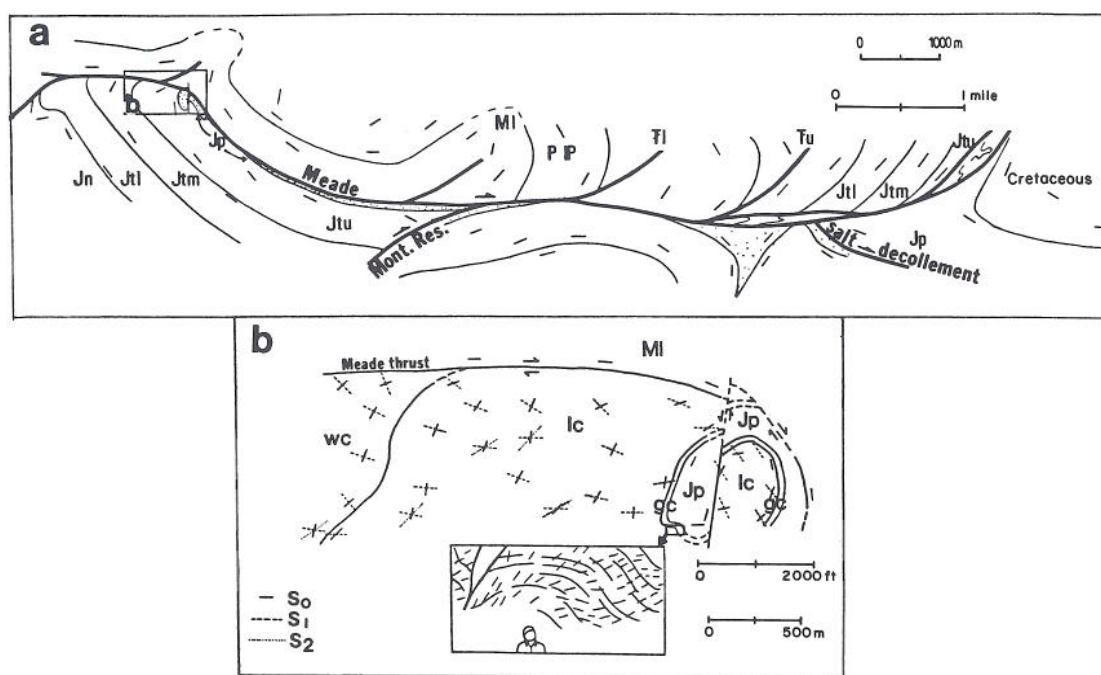 a
0 1000 m
0 1 mile
b
Ml
P IP
Ŧl
Ŧu
Jtu
Jp
Meade
Cretaceous
Jn
Jtl
Jtm
Jtl
Jtm
Jtu
Mont. Res.
Jp
Salt decollement
b
Ml
Meade thrust
Jp
lc
wc
Jp
lc
gc
gc
0 2000 ft
S0
S1
S2
0 500 m